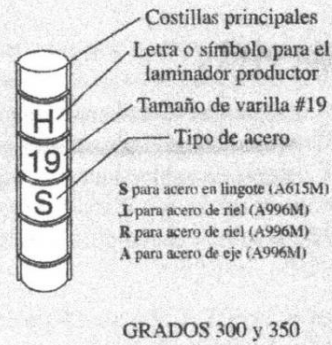 Costillas principales
Letra o símbolo para el
laminador productor
H
Tamaño de varilla #19
19
Tipo de acero
S
S para acero en lingote (A615M)
I para acero de riel (A996M)
R para acero de riel (A996M)
A para acero de eje (A996M)
GRADOS 300 y 350